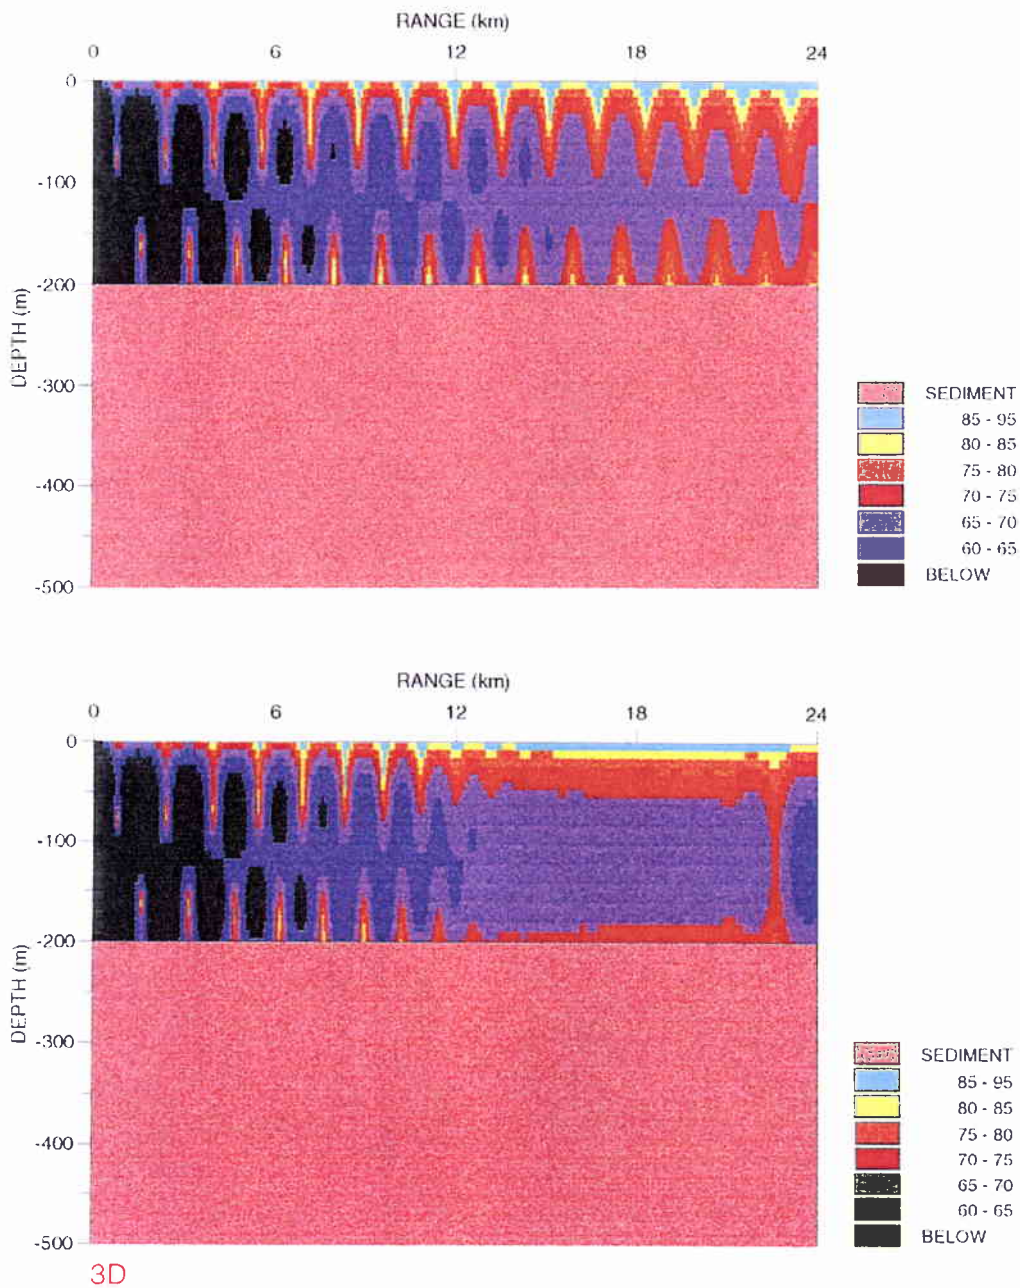 RANGE (km)
0 6 12 18 24
0
-100
-200
-300
-400
-500
DEPTH (m)
SEDIMENT
85 - 95
80 - 85
75 - 80
70 - 75
65 - 70
60 - 65
BELOW
RANGE (km)
0 6 12 18 24
0
-100
-200
-300
-400
-500
DEPTH (m)
SEDIMENT
85 - 95
80 - 85
75 - 80
70 - 75
65 - 70
60 - 65
BELOW
3D